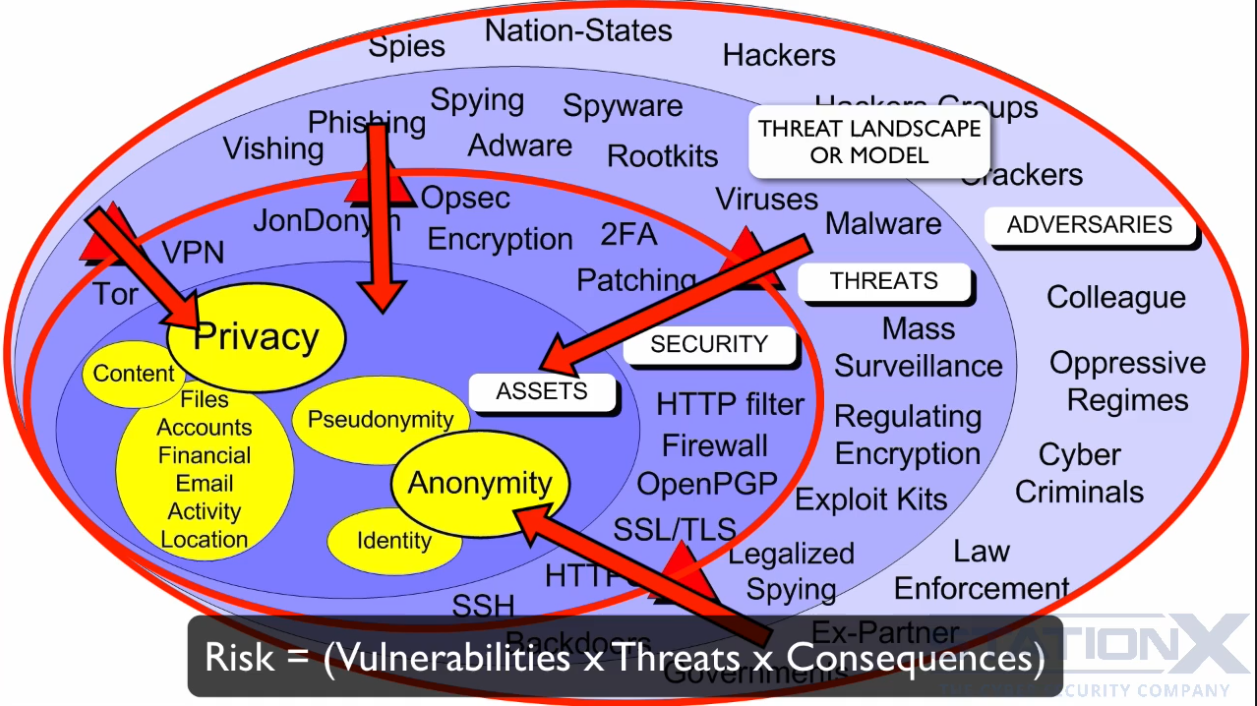 Spies
Nation-States
Hackers
Hackers Groups
Crackers
Spying
Spyware
Phishing
Vishing
Adware
Rootkits
THREAT LANDSCAPE
OR MODEL
Viruses
Malware
ADVERSARIES
Opsec
JonDonym
Encryption
2FA
VPN
Patching
Tor
THREATS
Colleague
Privacy
SECURITY
Mass
Surveillance
Oppressive
Regimes
Content
ASSETS
Files
Accounts
Financial
Email
Activity
Location
Pseudonymity
Anonymity
Identity
HTTP filter
Firewall
OpenPGP
SSL/TLS
HTTPS
SSH
Regulating
Encryption
Exploit Kits
Cyber
Criminals
Legalized
Spying
Law
Enforcement
Backdoors
Ex-Partner
Governments
Risk = (Vulnerabilities x Threats x Consequences)
STATIONX
SECURITY COMPANY